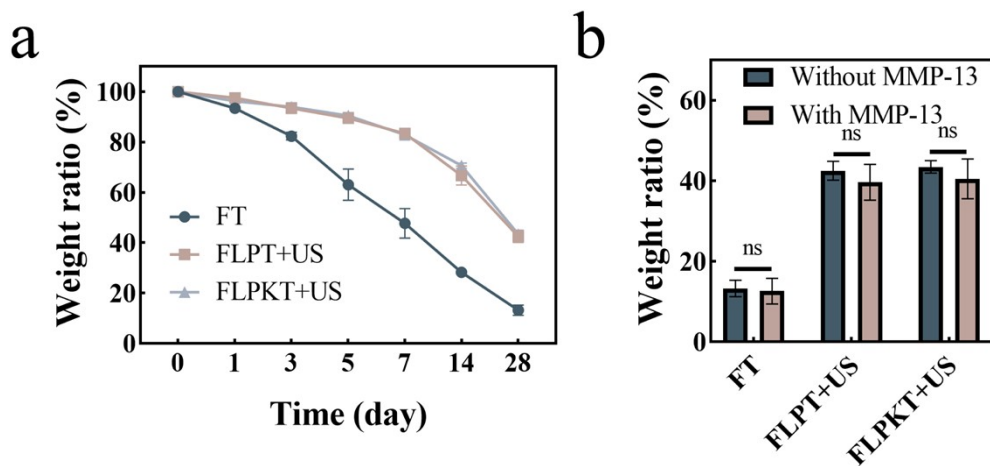 a
Weight ratio (%)
100
80
60
40
20
0
FT
FLPT+US
FLPKT+US
0 1 3 5 7 14 28
Time (day)
b
Weight ratio (%)
60
40
20
0
Without MMP-13
With MMP-13
ns
ns
ns
FT
FLPT+US
FLPKT+US